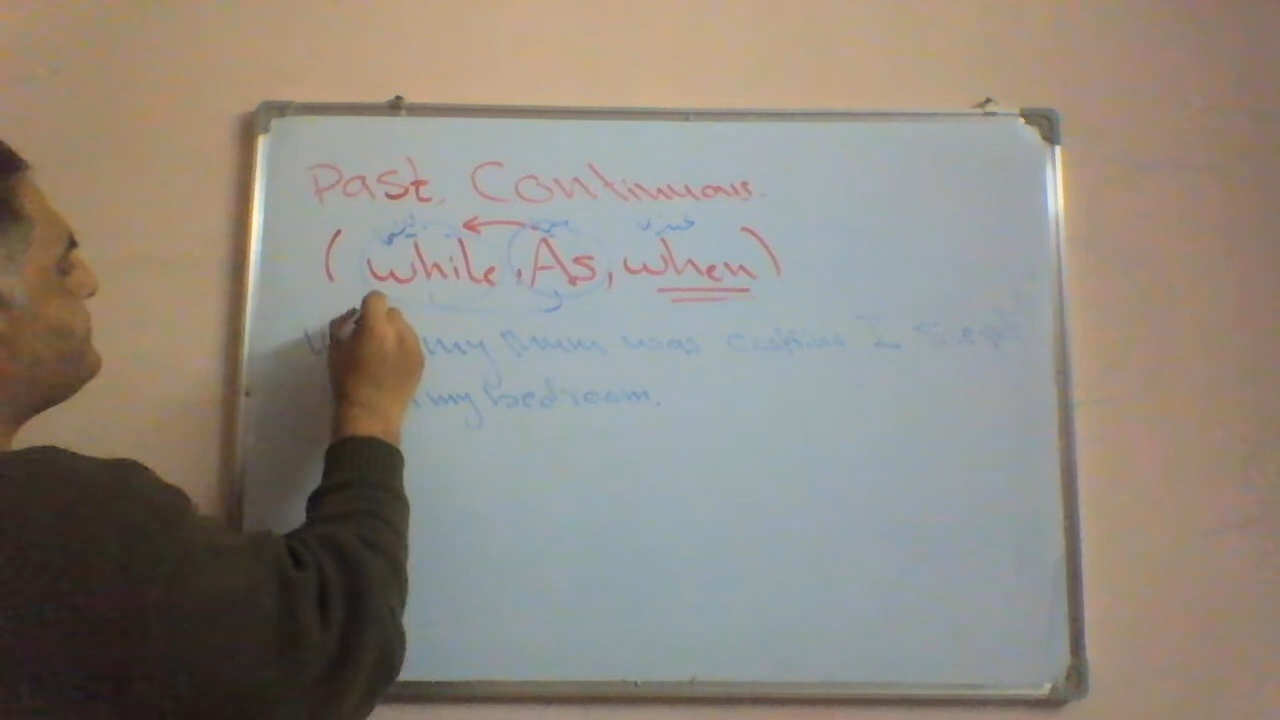 Past Continuous.
(while, As, when)
my mum was cooking I slept
my bedroom.